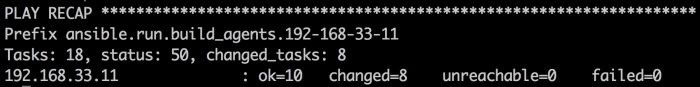 PLAY RECAP *********************************************************************
Prefix ansible.run.build_agents.192-168-33-11
Tasks: 18, status: 50, changed_tasks: 8
192.168.33.11              : ok=10   changed=8    unreachable=0    failed=0